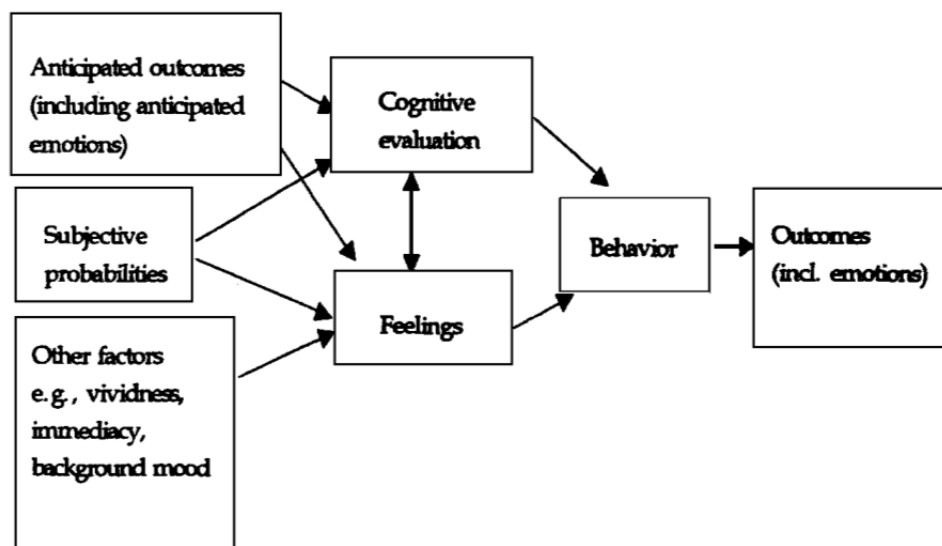 Anticipated outcomes
(including anticipated
emotions)
Cognitive
evaluation
Subjective
probabilities
Feelings
Behavior
Outcomes
(incl. emotions)
Other factors
e.g., vividness,
immediacy,
background mood